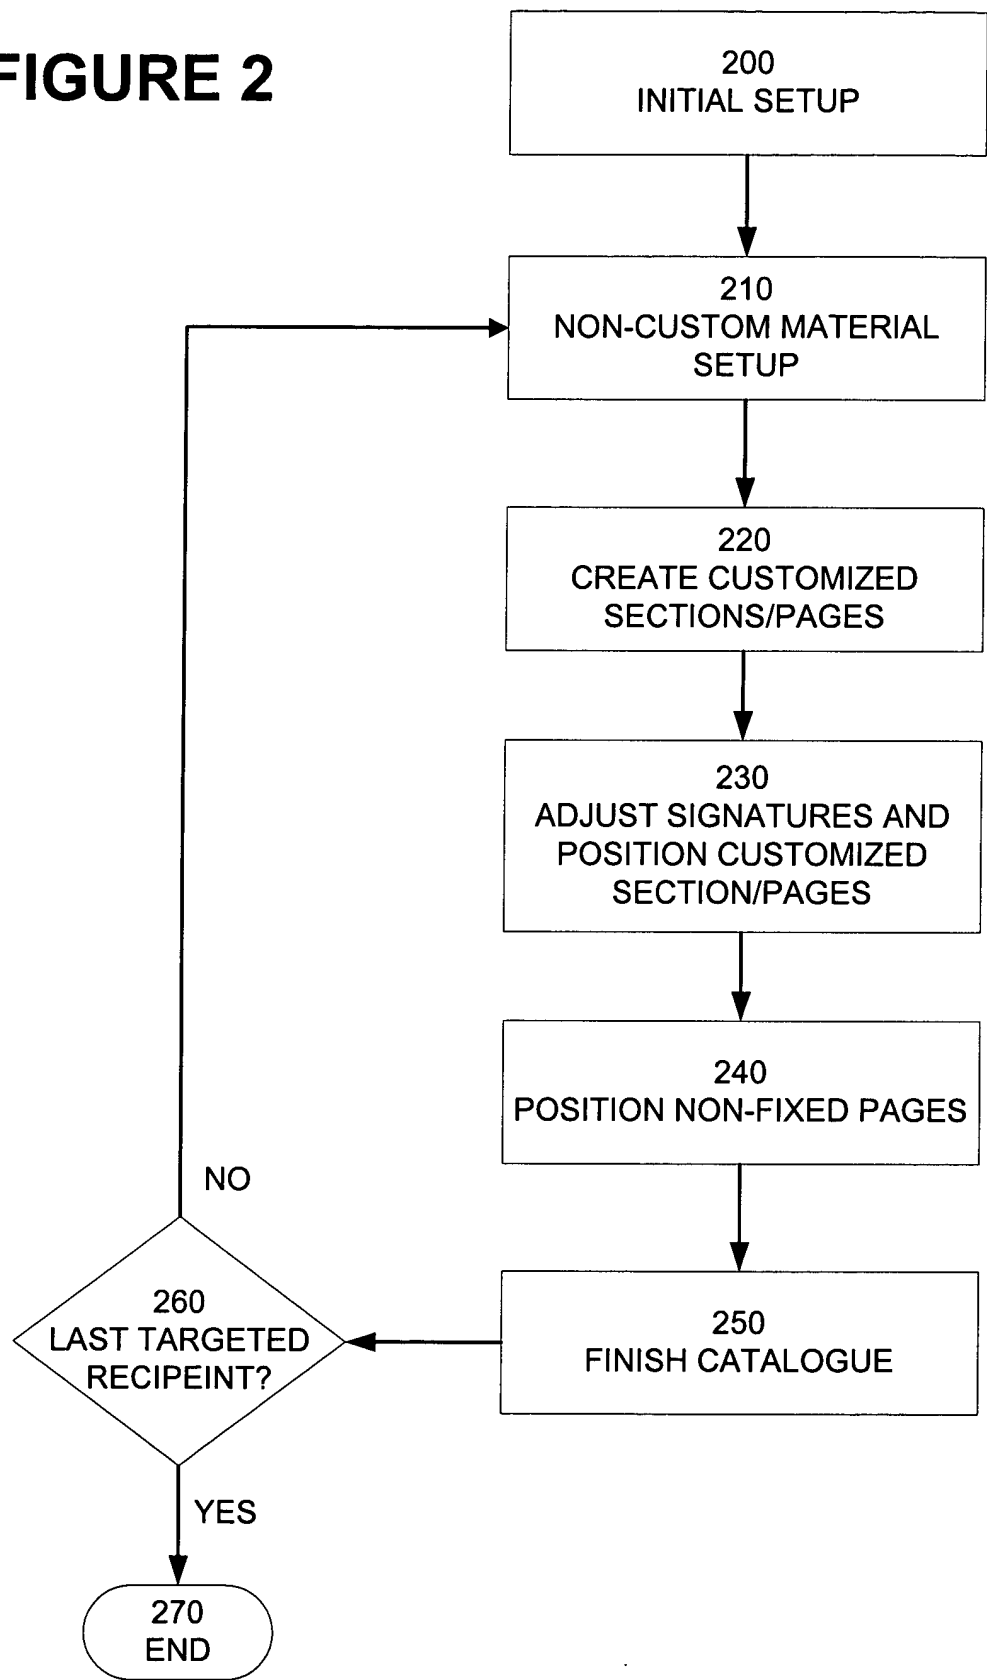 FIGURE 2
200
INITIAL SETUP
210
NON-CUSTOM MATERIAL
SETUP
220
CREATE CUSTOMIZED
SECTIONS/PAGES
230
ADJUST SIGNATURES AND
POSITION CUSTOMIZED
SECTION/PAGES
240
POSITION NON-FIXED PAGES
250
FINISH CATALOGUE
260
LAST TARGETED
RECIPEINT?
NO
YES
270
END